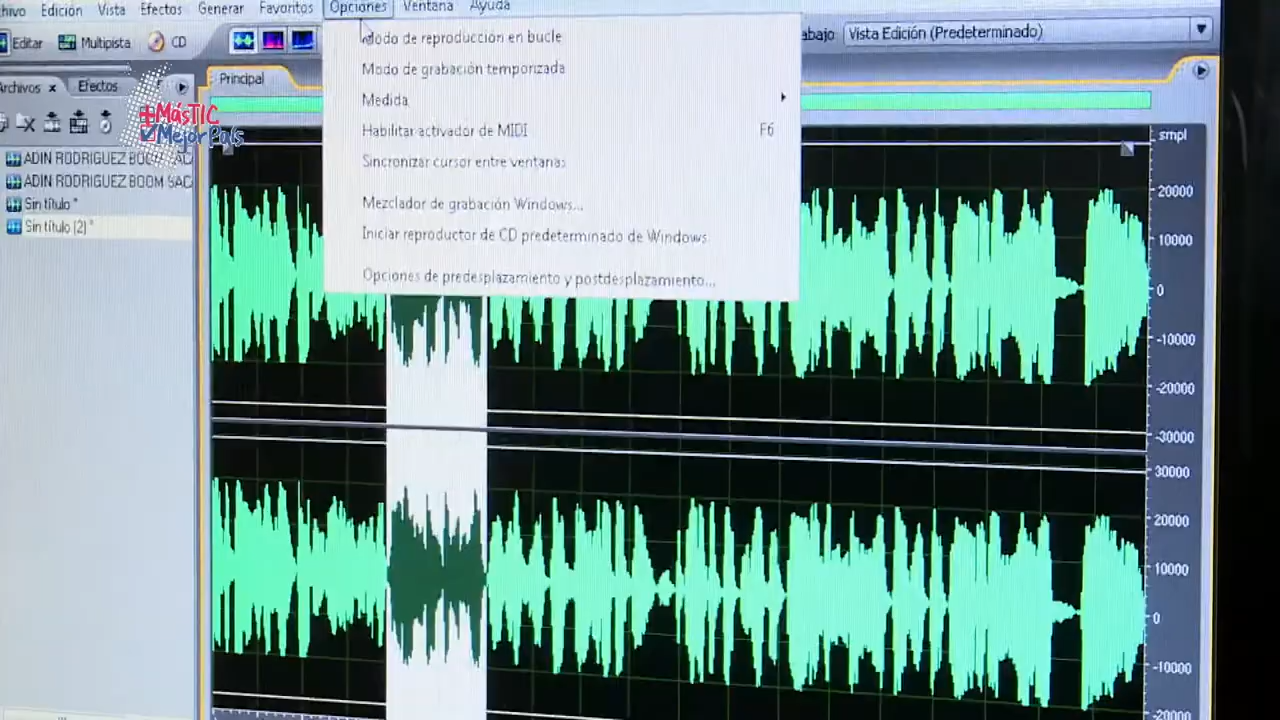 Edición Vista Efectos Generar Favoritos Opciones Ventana Ayuda
Editar Multipista CD
Vista Edición (Predeterminado)
Archivos x Efectos
Principal
+MásTIC
MejorPaís
ADIN RODRIGUEZ BOOM SAC
ADIN RODRIGUEZ BOOM SAC
Sin título *
Sin título (2) *
Modo de reproducción en bucle
Modo de grabación temporizada
Medida
Habilitar activador de MIDI F6
Sincronizar cursor entre ventanas
Mezclador de grabación Windows...
Iniciar reproductor de CD predeterminado de Windows
Opciones de predesplazamiento y postdesplazamiento...
smpl
20000
10000
0
-10000
-20000
-30000
30000
20000
10000
0
-10000
-20000